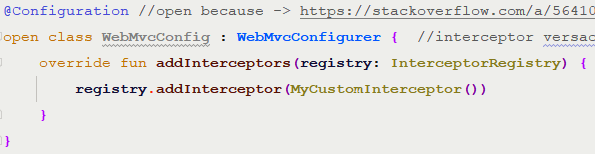 @Configuration //open because -> https://stackoverflow.com/a/56410
open class WebMvcConfig : WebMvcConfigurer {  //interceptor versac
    override fun addInterceptors(registry: InterceptorRegistry) {
        registry.addInterceptor(MyCustomInterceptor())
    }
}